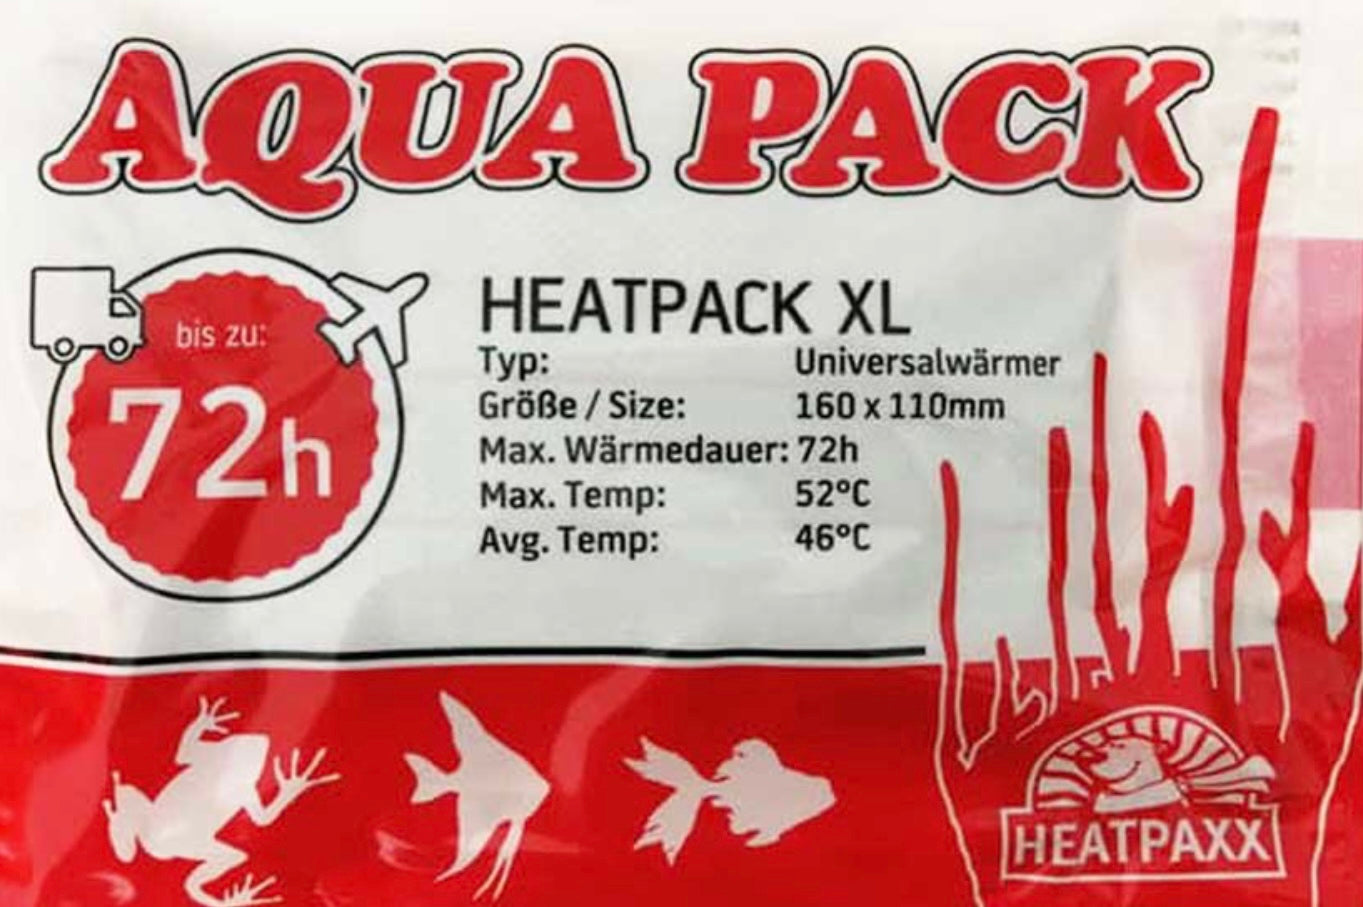 AQUA PACK
bis zu:
72h
HEATPACK XL
Typ: Universalwärmer
Größe / Size: 160 x 110mm
Max. Wärmedauer: 72h
Max. Temp: 52°C
Avg. Temp: 46°C
HEATPAXX